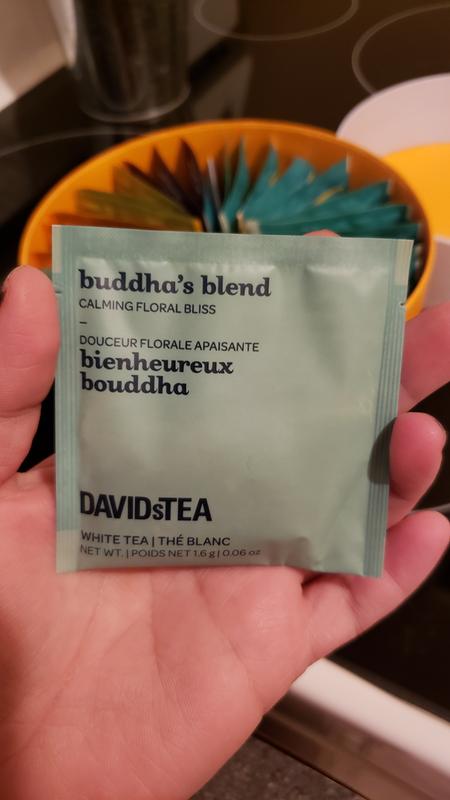 buddha's blend
CALMING FLORAL BLISS
–
DOUCEUR FLORALE APAISANTE
bienheureux
bouddha
DAVIDsTEA
WHITE TEA | THÉ BLANC
NET WT. | POIDS NET 1.6 g | 0.06 oz